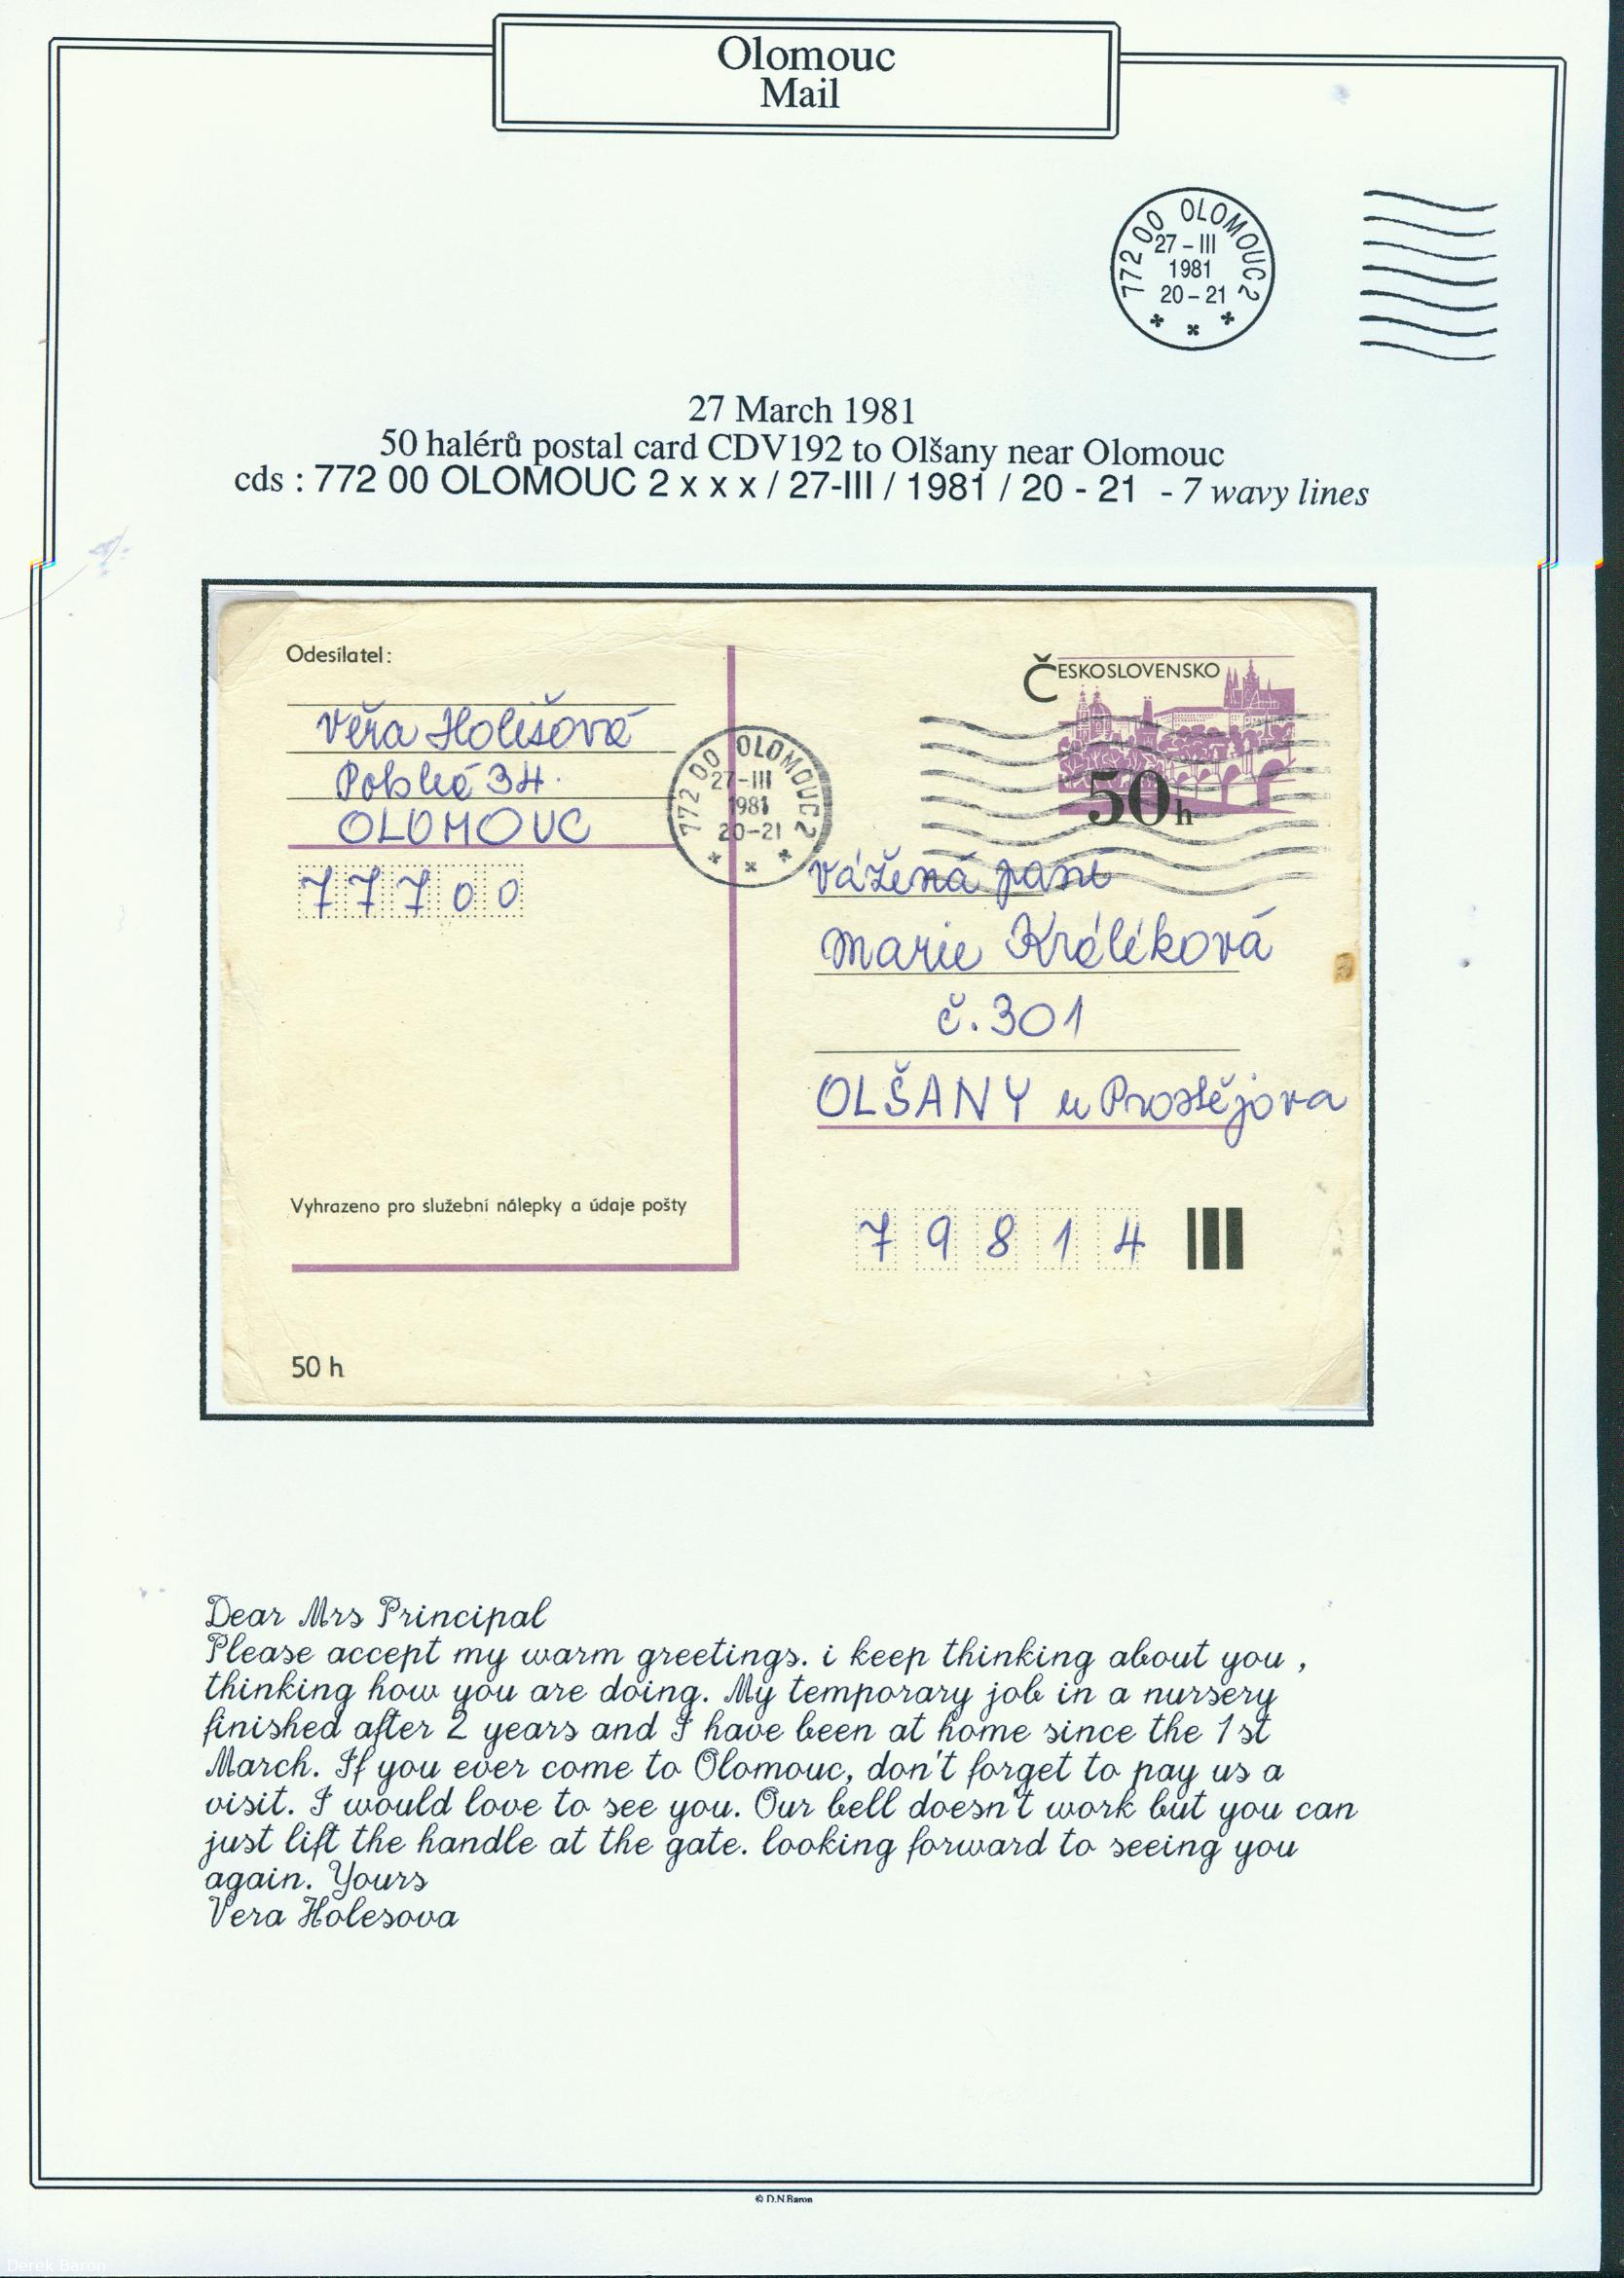 Olomouc
Mail
772 00 OLOMOUC 2
27-III
1981
20-21
27 March 1981
50 halérů postal card CDV192 to Olšany near Olomouc
cds : 772 00 OLOMOUC 2 x x x / 27-III / 1981 / 20 - 21 - 7 wavy lines
Odesílatel:
Věra Holešová
34.
OLOMOUC
77700
772 00 OLOMOUC 2
27-III
1981
20-21
ČESKOSLOVENSKO
50h
Vážená paní
Marie Králíková
č.301
OLŠANY u Prostějova
79814
Vyhrazeno pro služební nálepky a údaje pošty
50 h
Dear Mrs Principal
Please accept my warm greetings. i keep thinking about you ,
thinking how you are doing. My temporary job in a nursery
finished after 2 years and I have been at home since the 1st
March. If you ever come to Olomouc, don't forget to pay us a
visit. I would love to see you. Our bell doesn't work but you can
just lift the handle at the gate. looking forward to seeing you
again. Yours
Vera Holesova
© D.N.Baron
Derek Baron